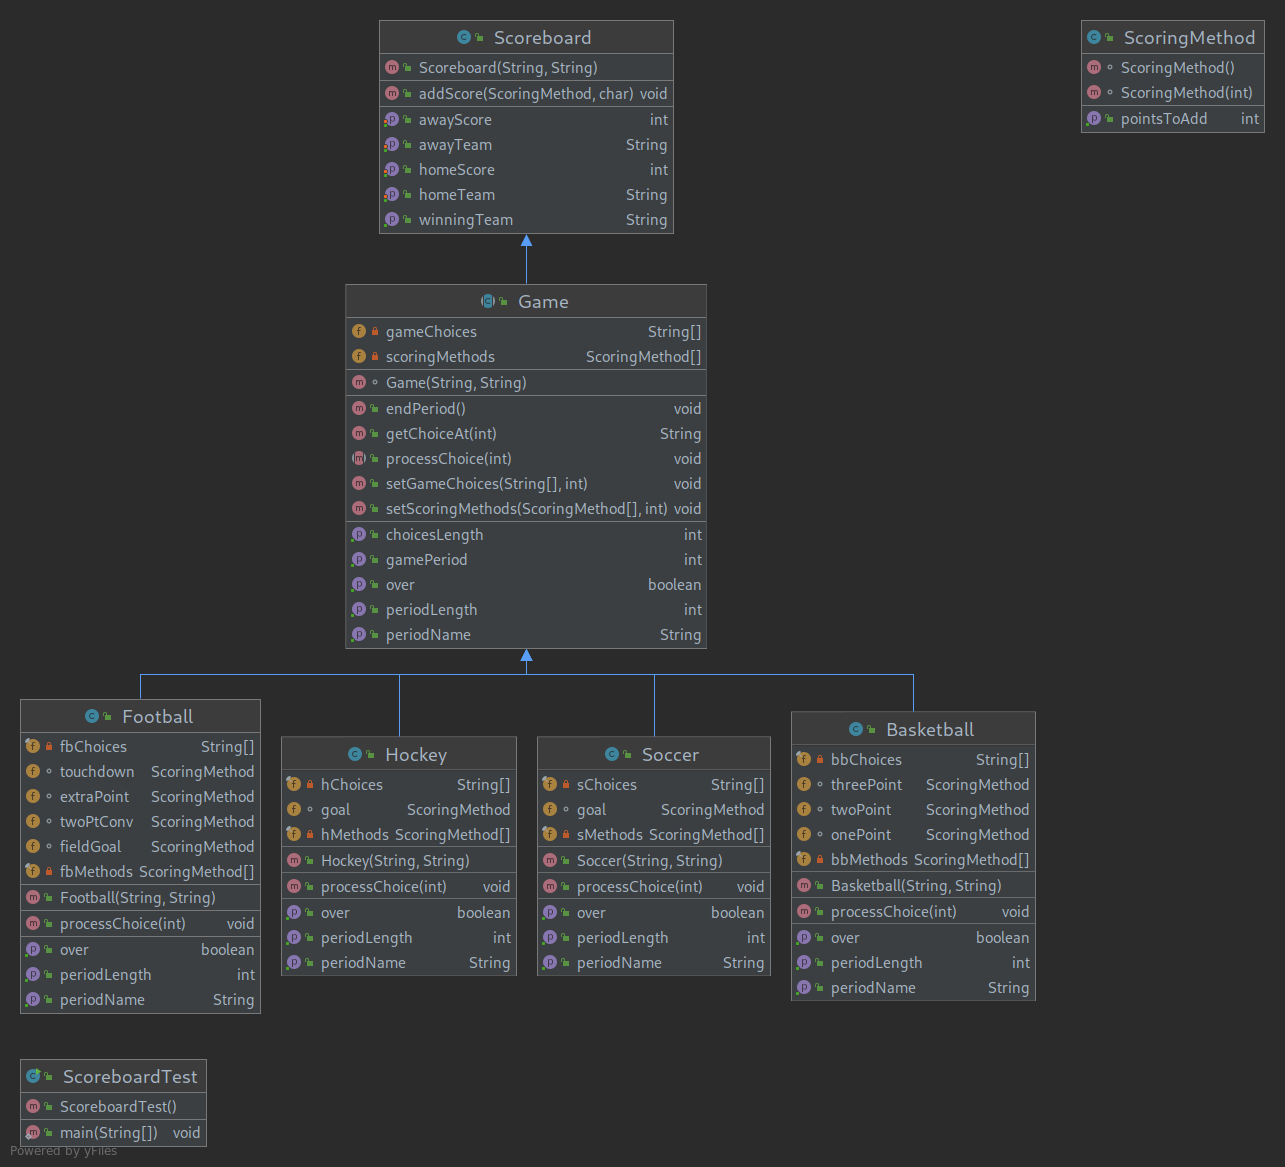 Scoreboard
Scoreboard(String, String)
addScore(ScoringMethod, char) void
awayScore int
awayTeam String
homeScore int
homeTeam String
winningTeam String
ScoringMethod
ScoringMethod()
ScoringMethod(int)
pointsToAdd int
Game
gameChoices String[]
scoringMethods ScoringMethod[]
Game(String, String)
endPeriod() void
getChoiceAt(int) String
processChoice(int) void
setGameChoices(String[], int) void
setScoringMethods(ScoringMethod[], int) void
choicesLength int
gamePeriod int
over boolean
periodLength int
periodName String
Football
fbChoices String[]
touchdown ScoringMethod
extraPoint ScoringMethod
twoPtConv ScoringMethod
fieldGoal ScoringMethod
fbMethods ScoringMethod[]
Football(String, String)
processChoice(int) void
over boolean
periodLength int
periodName String
Hockey
hChoices String[]
goal ScoringMethod
hMethods ScoringMethod[]
Hockey(String, String)
processChoice(int) void
over boolean
periodLength int
periodName String
Soccer
sChoices String[]
goal ScoringMethod
sMethods ScoringMethod[]
Soccer(String, String)
processChoice(int) void
over boolean
periodLength int
periodName String
Basketball
bbChoices String[]
threePoint ScoringMethod
twoPoint ScoringMethod
onePoint ScoringMethod
bbMethods ScoringMethod[]
Basketball(String, String)
processChoice(int) void
over boolean
periodLength int
periodName String
ScoreboardTest
ScoreboardTest()
main(String[]) void
Powered by yFiles